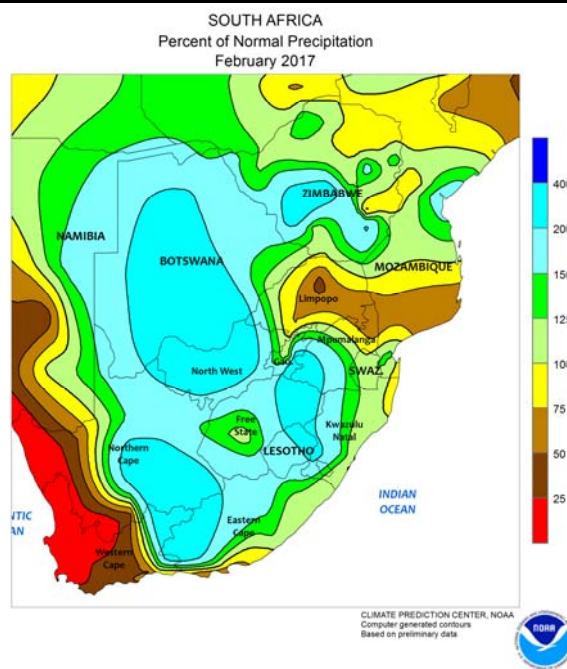 SOUTH AFRICA
Percent of Normal Precipitation
February 2017
400
200
150
125
100
75
50
25
ZIMBABWE
NAMIBIA
BOTSWANA
MOZAMBIQUE
Limpopo
Mpumalanga
North West
SWAZ.
Free
State
Kwazulu
Natal
Northern
Cape
LESOTHO
INDIAN
OCEAN
NTIC
AN
Eastern
Cape
Western
Cape
CLIMATE PREDICTION CENTER, NOAA
Computer generated contours
Based on preliminary data
NOAA